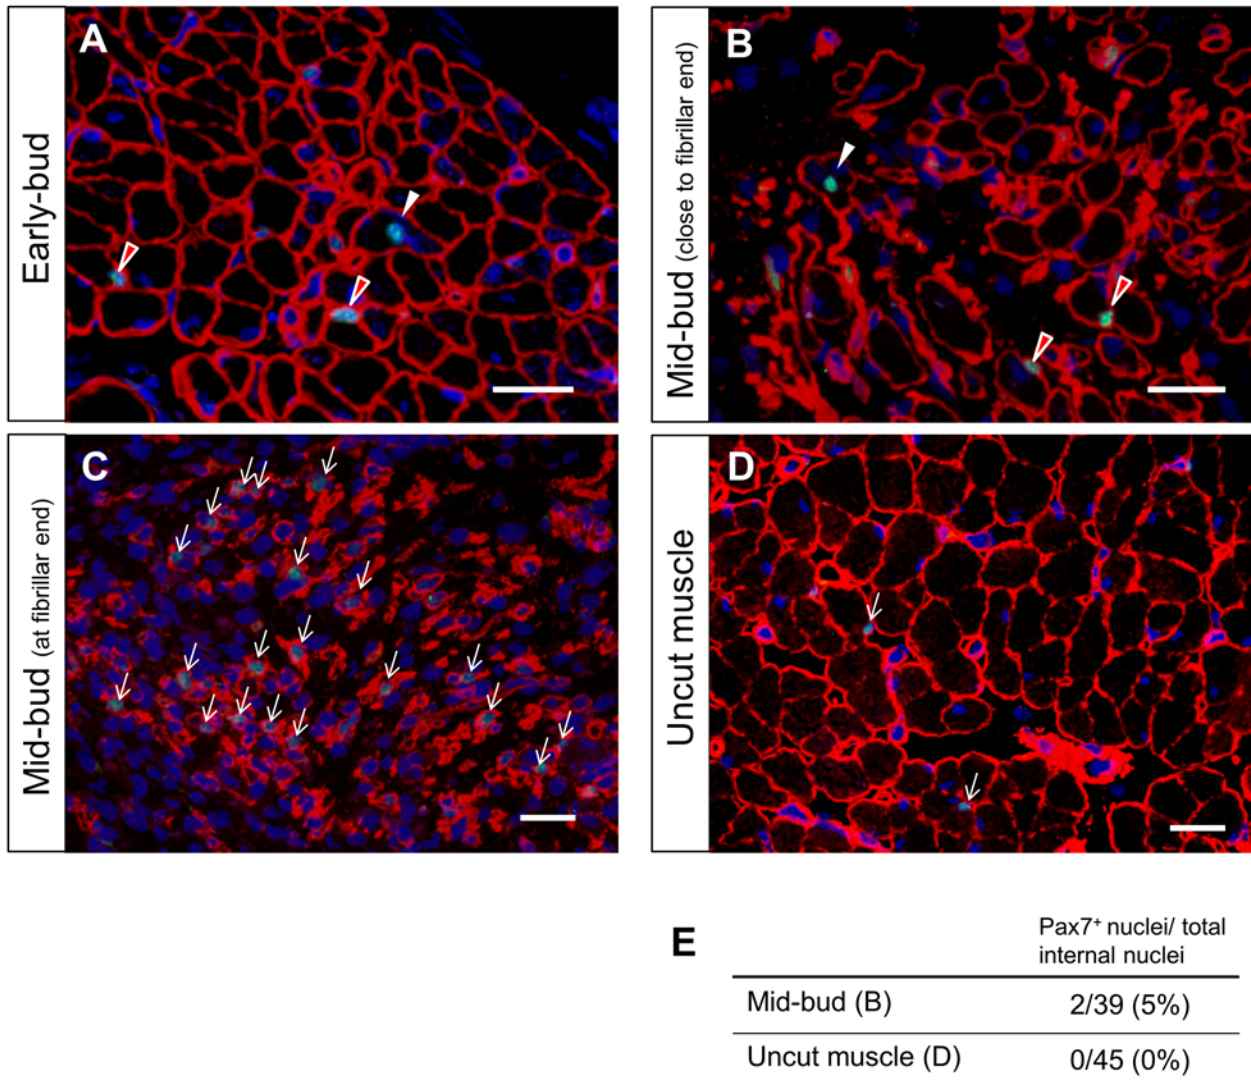 A
Early-bud
B
Mid-bud (close to fibrillar end)
C
Mid-bud (at fibrillar end)
D
Uncut muscle
E
Pax7⁺ nuclei/ total
internal nuclei
Mid-bud (B) 2/39 (5%)
Uncut muscle (D) 0/45 (0%)